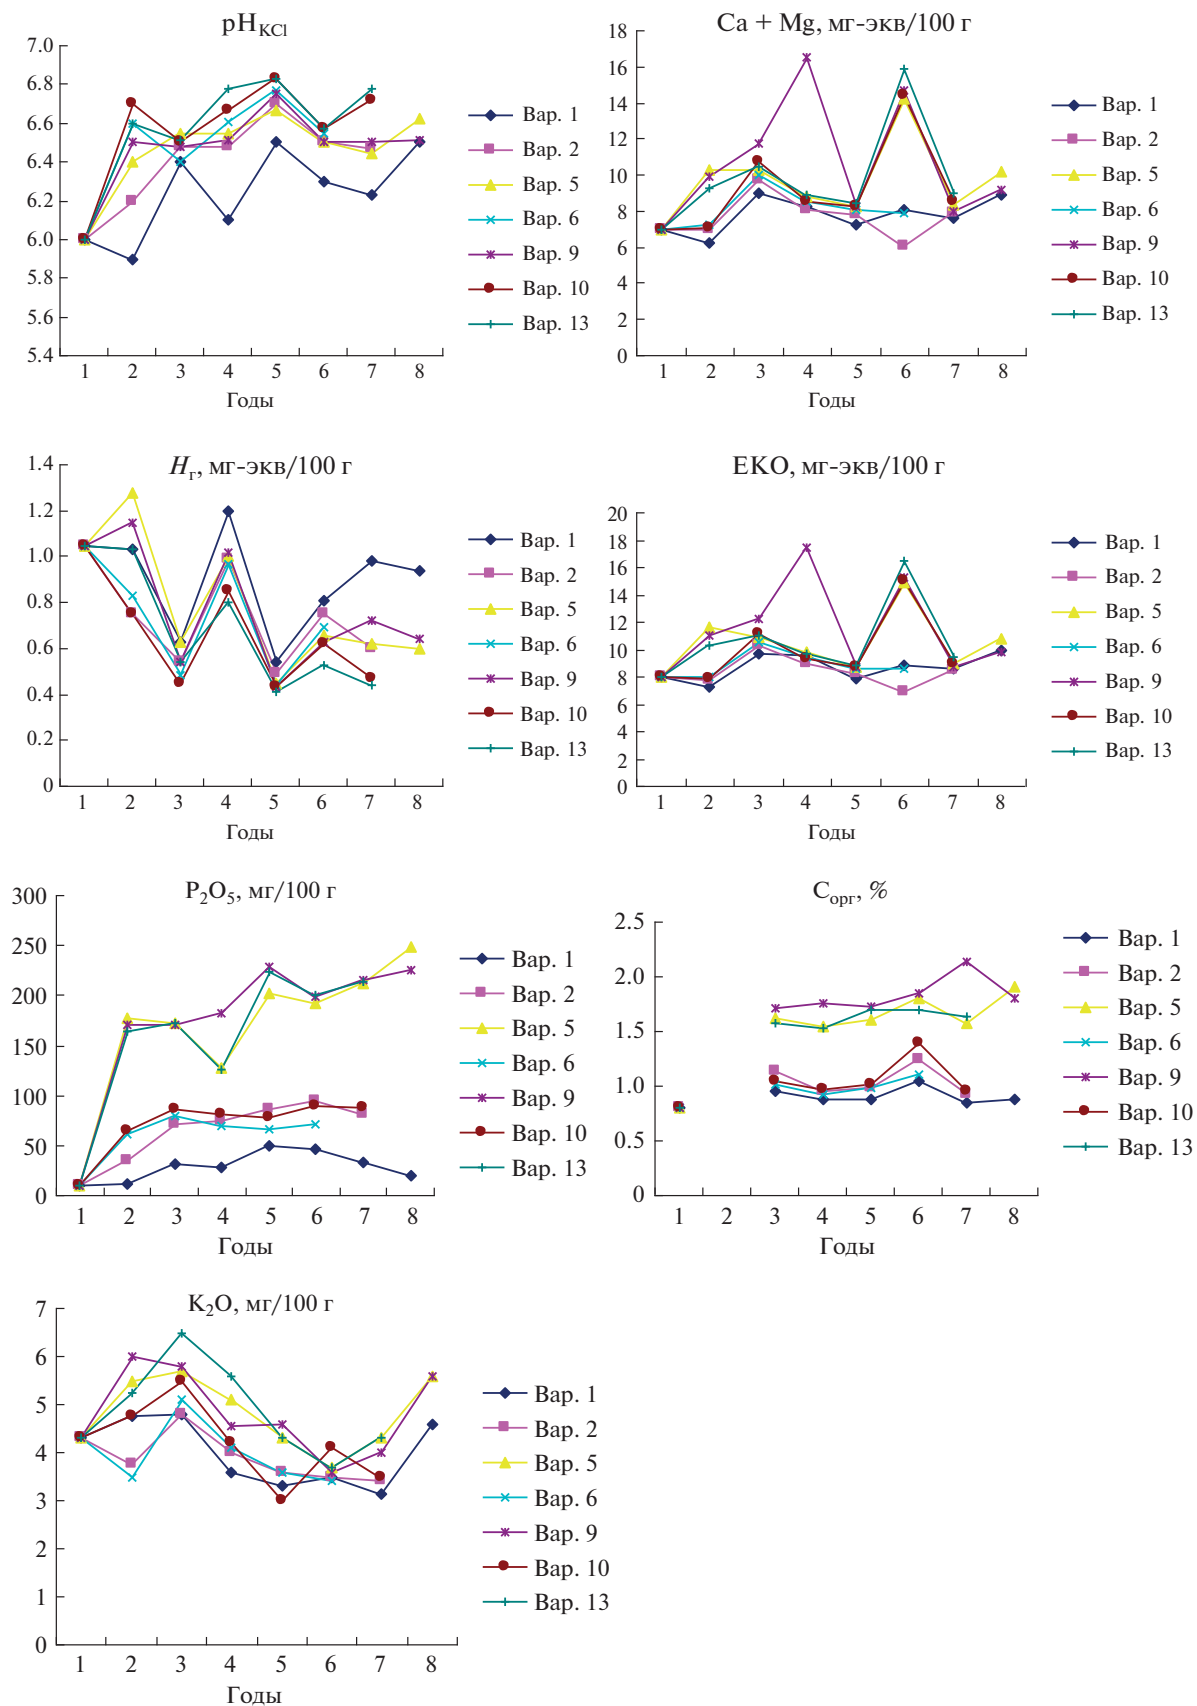 pH_KCl
7.0
6.8
6.6
6.4
6.2
6.0
5.8
5.6
5.4
1 2 3 4 5 6 7 8
Годы
Вар. 1
Вар. 2
Вар. 5
Вар. 6
Вар. 9
Вар. 10
Вар. 13
Ca + Mg, мг-экв/100 г
18
16
14
12
10
8
6
4
2
0
1 2 3 4 5 6 7 8
Годы
Вар. 1
Вар. 2
Вар. 5
Вар. 6
Вар. 9
Вар. 10
Вар. 13
H_г, мг-экв/100 г
1.4
1.2
1.0
0.8
0.6
0.4
0.2
0
1 2 3 4 5 6 7 8
Годы
Вар. 1
Вар. 2
Вар. 5
Вар. 6
Вар. 9
Вар. 10
Вар. 13
ЕКО, мг-экв/100 г
20
18
16
14
12
10
8
6
4
2
0
1 2 3 4 5 6 7 8
Годы
Вар. 1
Вар. 2
Вар. 5
Вар. 6
Вар. 9
Вар. 10
Вар. 13
P₂O₅, мг/100 г
300
250
200
150
100
50
0
1 2 3 4 5 6 7 8
Годы
Вар. 1
Вар. 2
Вар. 5
Вар. 6
Вар. 9
Вар. 10
Вар. 13
C_орг, %
2.5
2.0
1.5
1.0
0.5
0
1 2 3 4 5 6 7 8
Годы
Вар. 1
Вар. 2
Вар. 5
Вар. 6
Вар. 9
Вар. 10
Вар. 13
K₂O, мг/100 г
7
6
5
4
3
2
1
0
1 2 3 4 5 6 7 8
Годы
Вар. 1
Вар. 2
Вар. 5
Вар. 6
Вар. 9
Вар. 10
Вар. 13